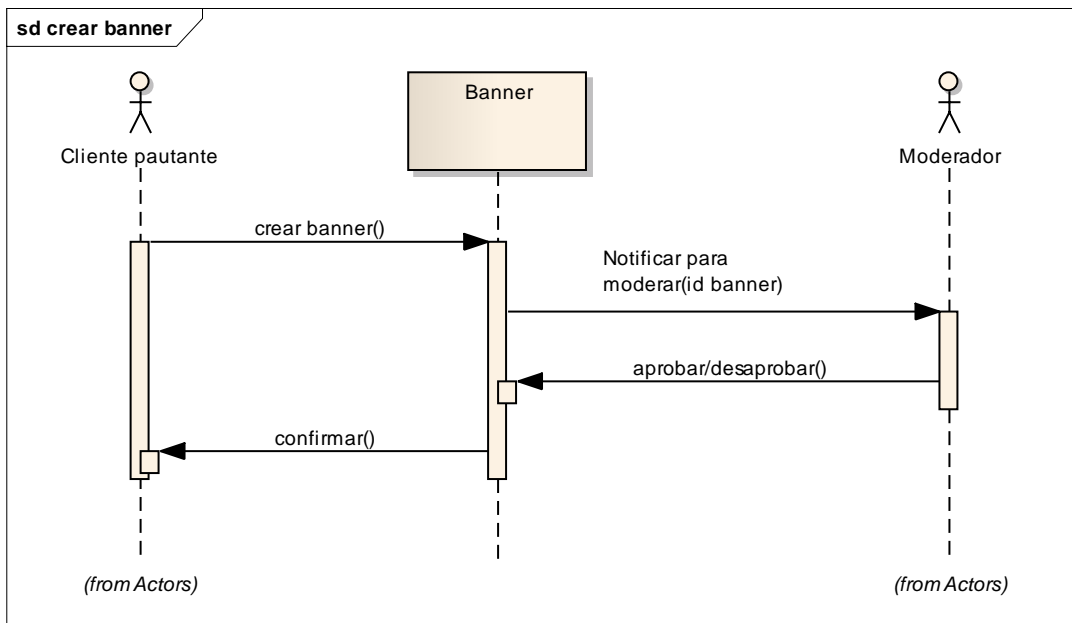 sd crear banner
Cliente pautante
Banner
Moderador
crear banner()
Notificar para
moderar(id banner)
aprobar/desaprobar()
confirmar()
(from Actors)
(from Actors)